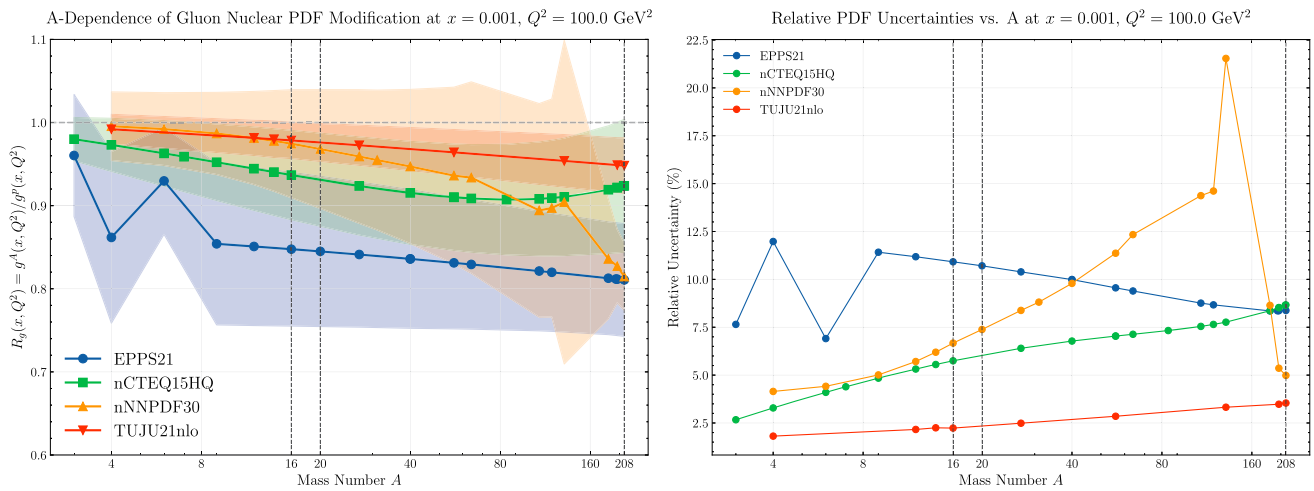 A-Dependence of Gluon Nuclear PDF Modification at x = 0.001, Q² = 100.0 GeV²
1.1
1.0
0.9
0.8
0.7
0.6
R_g(x, Q²) = g^A(x, Q²)/g^p(x, Q²)
EPPS21
nCTEQ15HQ
nNNPDF30
TUJU21nlo
4 8 16 20 40 80 160 208
Mass Number A
Relative PDF Uncertainties vs. A at x = 0.001, Q² = 100.0 GeV²
22.5
20.0
17.5
15.0
12.5
10.0
7.5
5.0
2.5
Relative Uncertainty (%)
EPPS21
nCTEQ15HQ
nNNPDF30
TUJU21nlo
4 8 16 20 40 80 160 208
Mass Number A